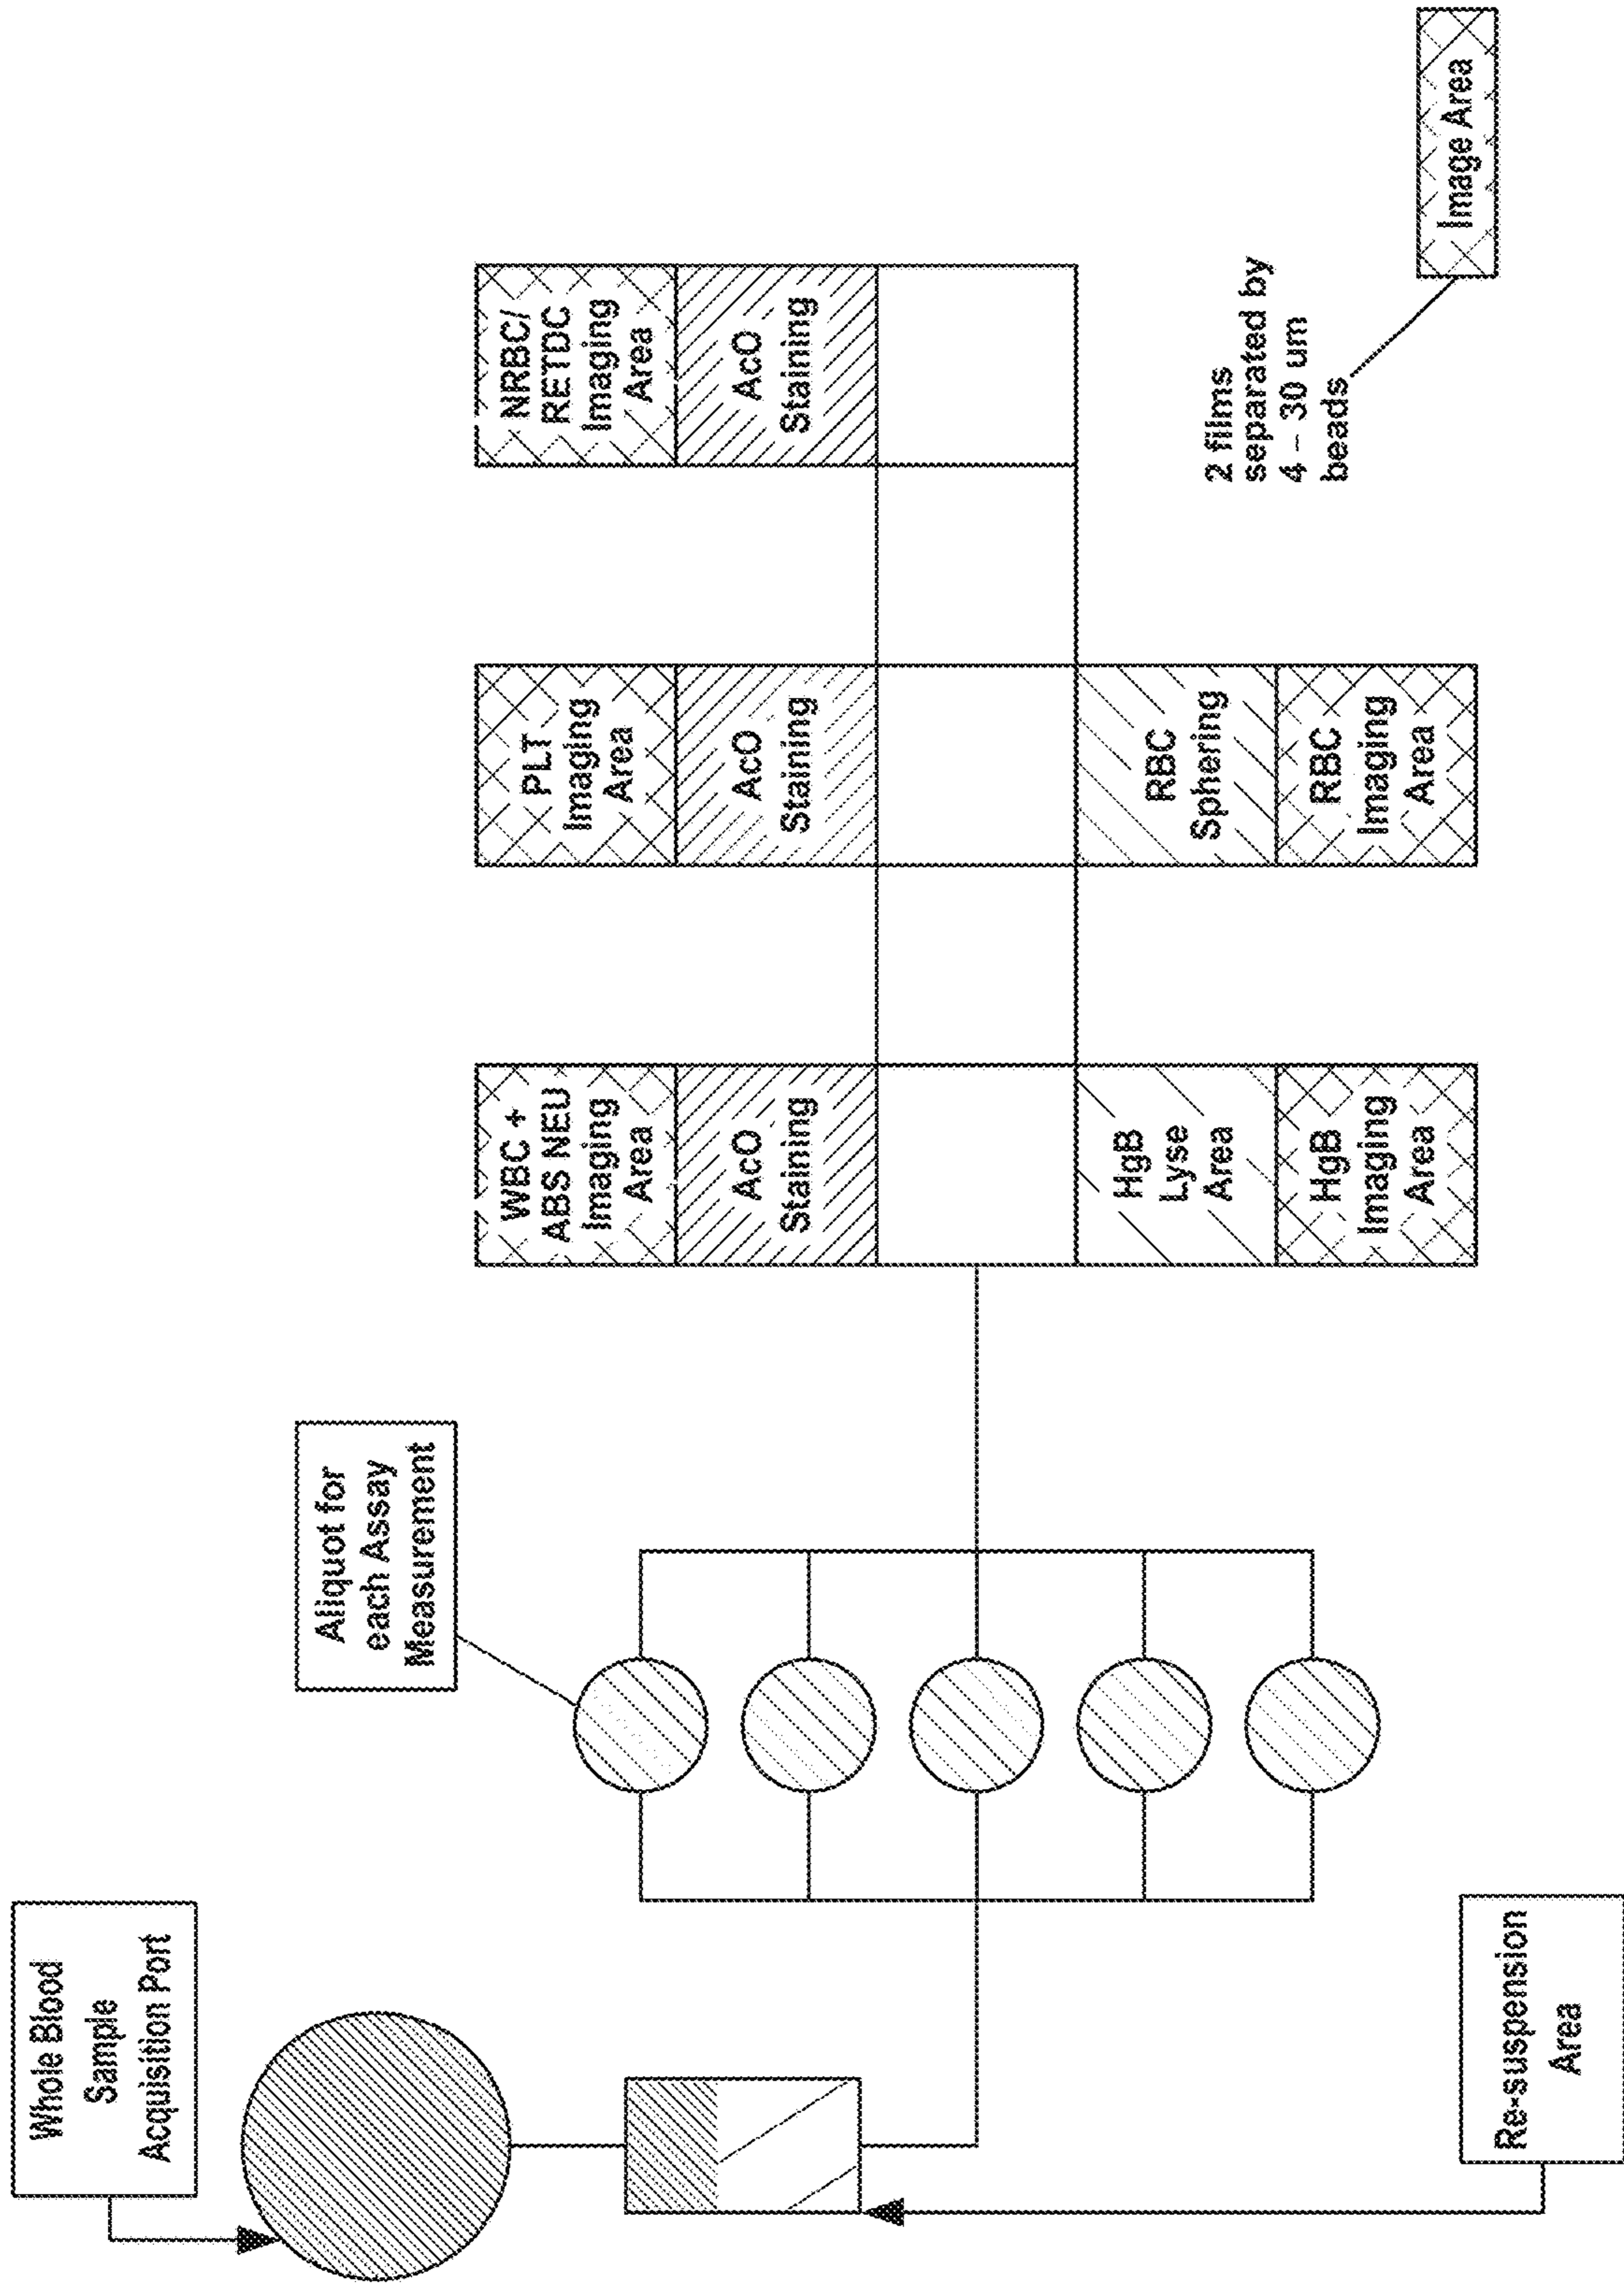 Whole Blood
Sample
Acquisition Port
Re-suspension
Area
Aliquot for
each Assay
Measurement
WBC +
ABS NEU
Imaging
Area
AcO
Staining
HgB
Lyse
Area
HgB
Imaging
Area
PLT
Imaging
Area
AcO
Staining
RBC
Sphering
RBC
Imaging
Area
NRBC/
RETDC
Imaging
Area
AcO
Staining
2 films
separated by
4 – 30 um
beads
Image Area